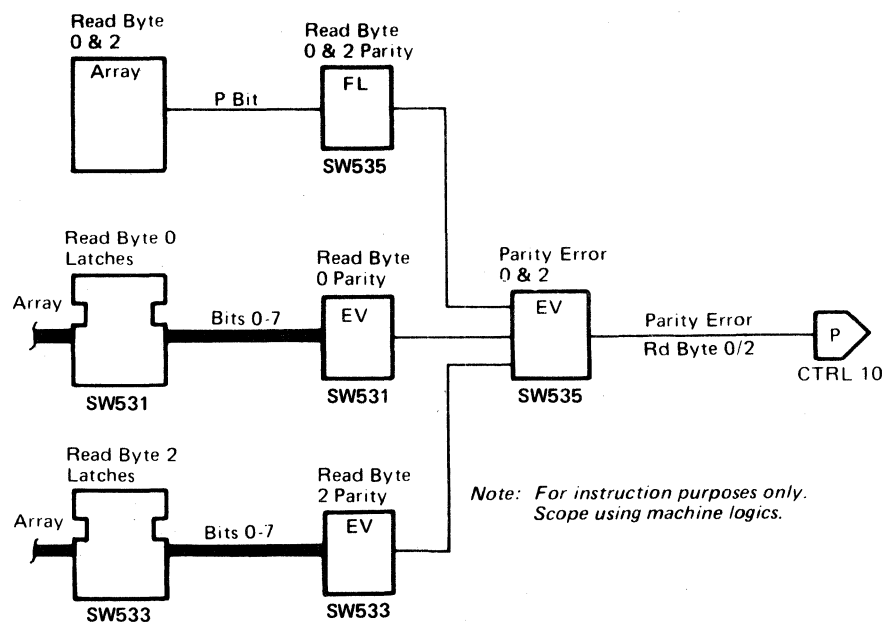 Read Byte
0 & 2
Array
P Bit
Read Byte
0 & 2 Parity
FL
SW535
Read Byte 0
Latches
Array
SW531
Bits 0-7
Read Byte
0 Parity
EV
SW531
Parity Error
0 & 2
EV
SW535
Parity Error
Rd Byte 0/2
P
CTRL 10
Read Byte 2
Latches
Array
SW533
Bits 0-7
Read Byte
2 Parity
EV
SW533
Note: For instruction purposes only.
Scope using machine logics.